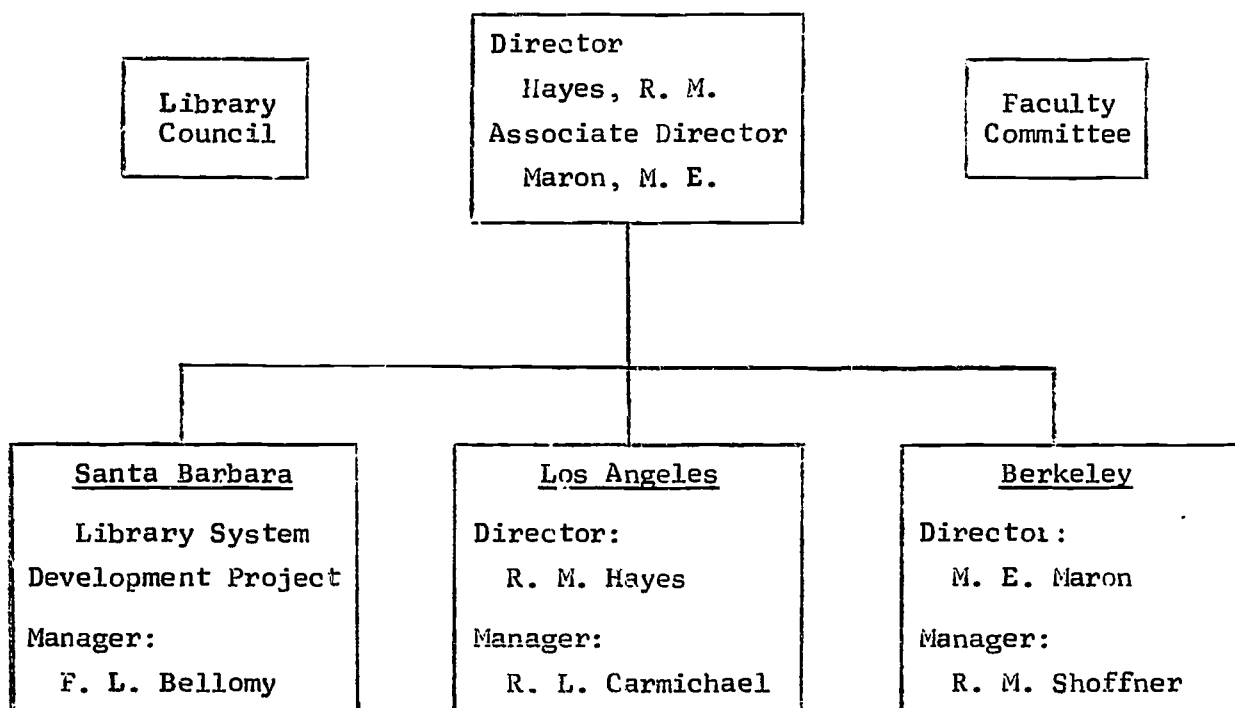 Library
Council
Director
Hayes, R. M.
Associate Director
Maron, M. E.
Faculty
Committee
Santa Barbara
Library System
Development Project
Manager:
F. L. Bellomy
Los Angeles
Director:
R. M. Hayes
Manager:
R. L. Carmichael
Berkeley
Director:
M. E. Maron
Manager:
R. M. Shoffner